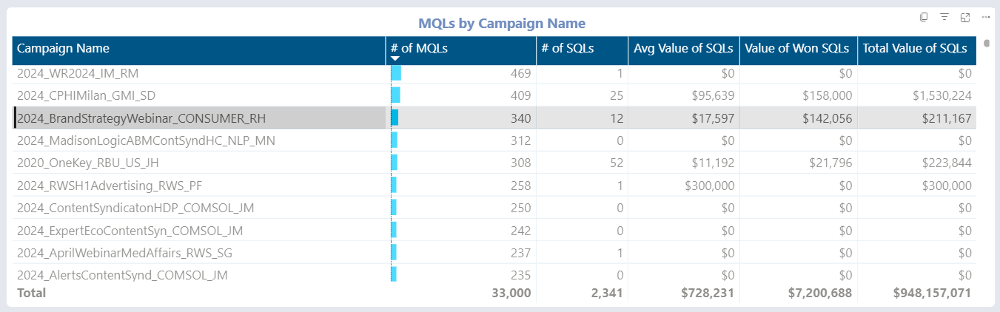 MQLs by Campaign Name
Campaign Name # of MQLs # of SQLs Avg Value of SQLs Value of Won SQLs Total Value of SQLs
2024_WR2024_IM_RM 469 1 $0 $0 $0
2024_CPHIMilan_GMI_SD 409 25 $95,639 $158,000 $1,530,224
2024_BrandStrategyWebinar_CONSUMER_RH 340 12 $17,597 $142,056 $211,167
2024_MadisonLogicABMContSyndHC_NLP_MN 312 0 $0 $0 $0
2020_OneKey_RBU_US_JH 308 52 $11,192 $21,796 $223,844
2024_RWSH1Advertising_RWS_PF 258 1 $300,000 $0 $300,000
2024_ContentSyndicatonHDP_COMSOL_JM 250 0 $0 $0 $0
2024_ExpertEcoContentSyn_COMSOL_JM 242 0 $0 $0 $0
2024_AprilWebinarMedAffairs_RWS_SG 237 1 $0 $0 $0
2024_AlertsContentSynd_COMSOL_JM 235 0 $0 $0 $0
Total 33,000 2,341 $728,231 $7,200,688 $948,157,071